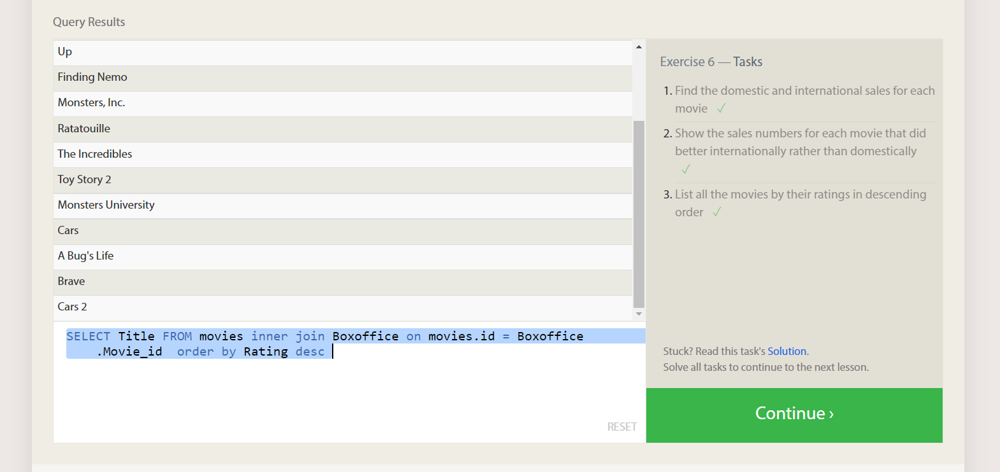 Query Results
Up
Finding Nemo
Monsters, Inc.
Ratatouille
The Incredibles
Toy Story 2
Monsters University
Cars
A Bug's Life
Brave
Cars 2
SELECT Title FROM movies inner join Boxoffice on movies.id = Boxoffice
.Movie_id  order by Rating desc
RESET
Exercise 6 — Tasks
1. Find the domestic and international sales for each
movie ✓
2. Show the sales numbers for each movie that did
better internationally rather than domestically
✓
3. List all the movies by their ratings in descending
order ✓
Stuck? Read this task's Solution.
Solve all tasks to continue to the next lesson.
Continue ›